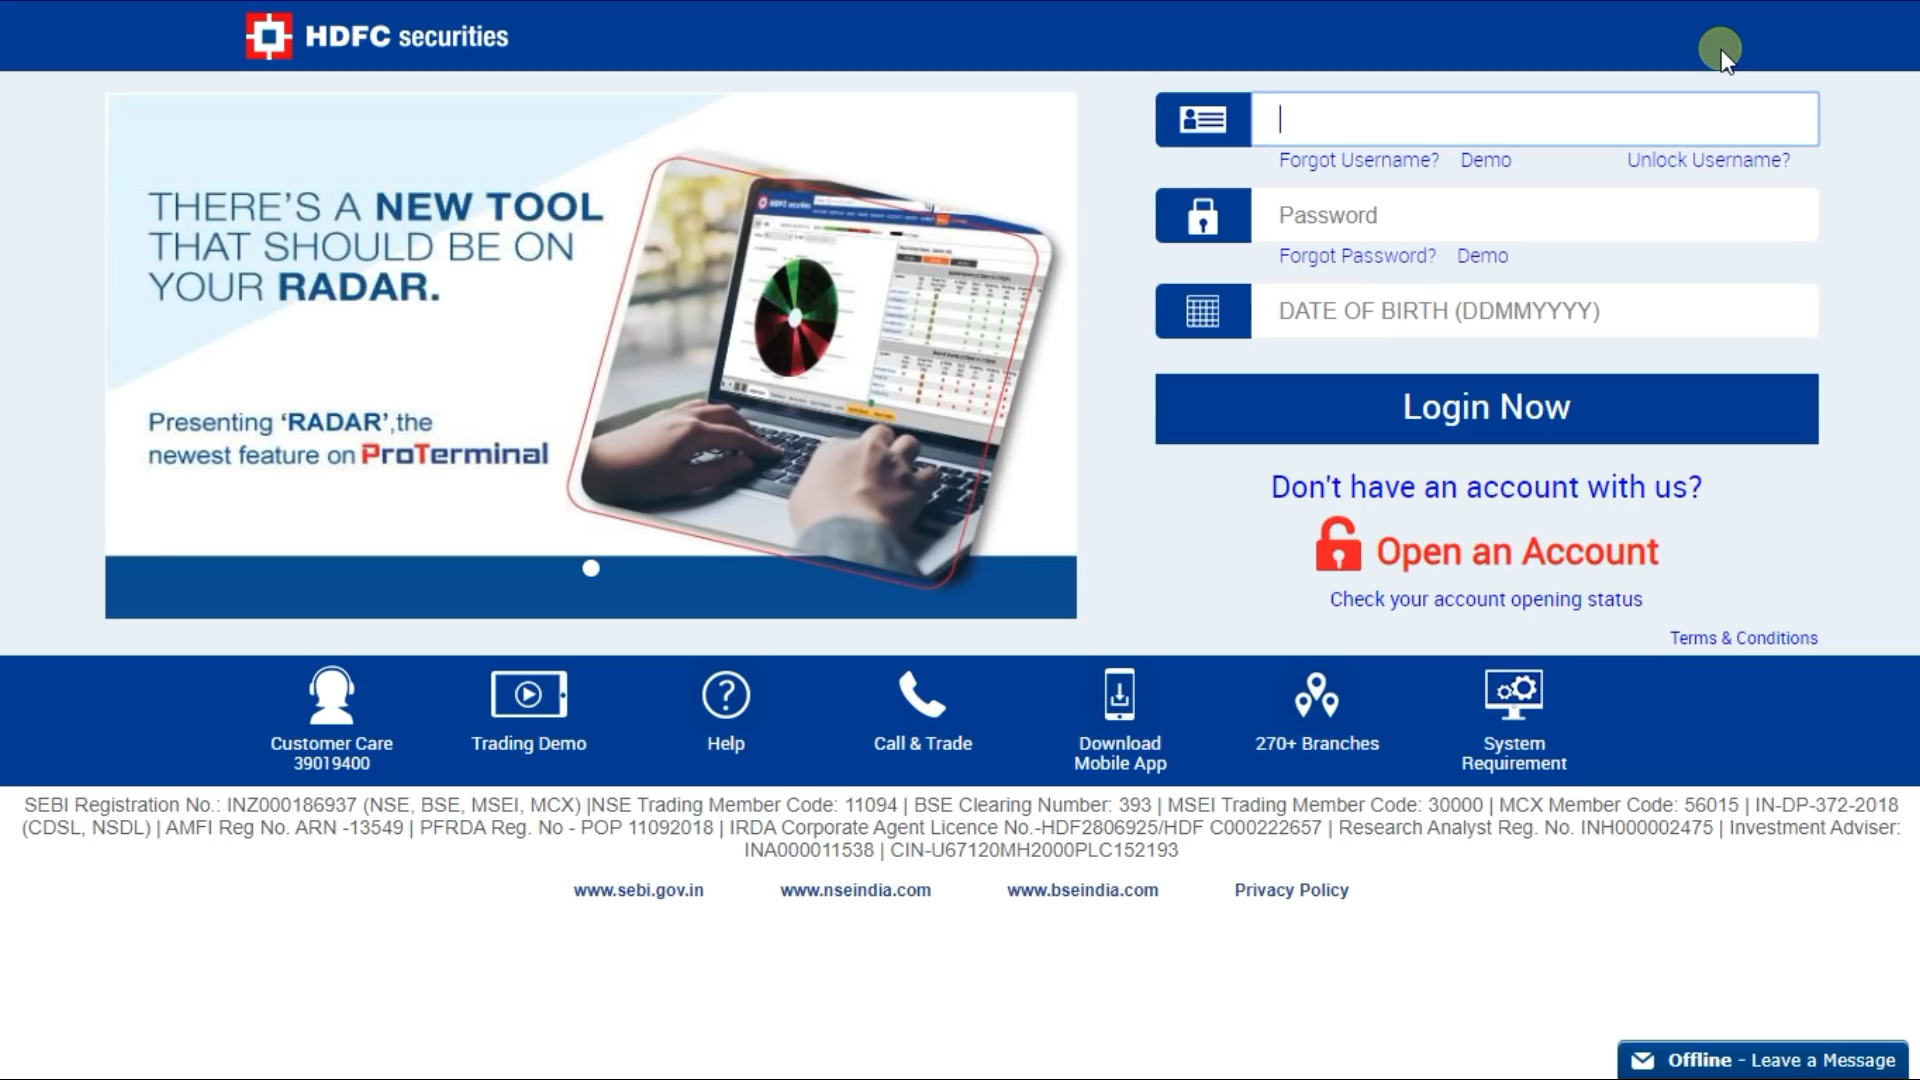 HDFC securities
THERE'S A NEW TOOL
THAT SHOULD BE ON
YOUR RADAR.
Presenting ‘RADAR’,the
newest feature on ProTerminal
Forgot Username? Demo Unlock Username?
Password
Forgot Password? Demo
DATE OF BIRTH (DDMMYYYY)
Login Now
Don't have an account with us?
Open an Account
Check your account opening status
Terms & Conditions
Customer Care
39019400
Trading Demo
Help
Call & Trade
Download
Mobile App
270+ Branches
System
Requirement
SEBI Registration No.: INZ000186937 (NSE, BSE, MSEI, MCX) |NSE Trading Member Code: 11094 | BSE Clearing Number: 393 | MSEI Trading Member Code: 30000 | MCX Member Code: 56015 | IN-DP-372-2018
(CDSL, NSDL) | AMFI Reg No. ARN -13549 | PFRDA Reg. No - POP 11092018 | IRDA Corporate Agent Licence No.-HDF2806925/HDF C000222657 | Research Analyst Reg. No. INH000002475 | Investment Adviser:
INA000011538 | CIN-U67120MH2000PLC152193
www.sebi.gov.in www.nseindia.com www.bseindia.com Privacy Policy
Offline - Leave a Message